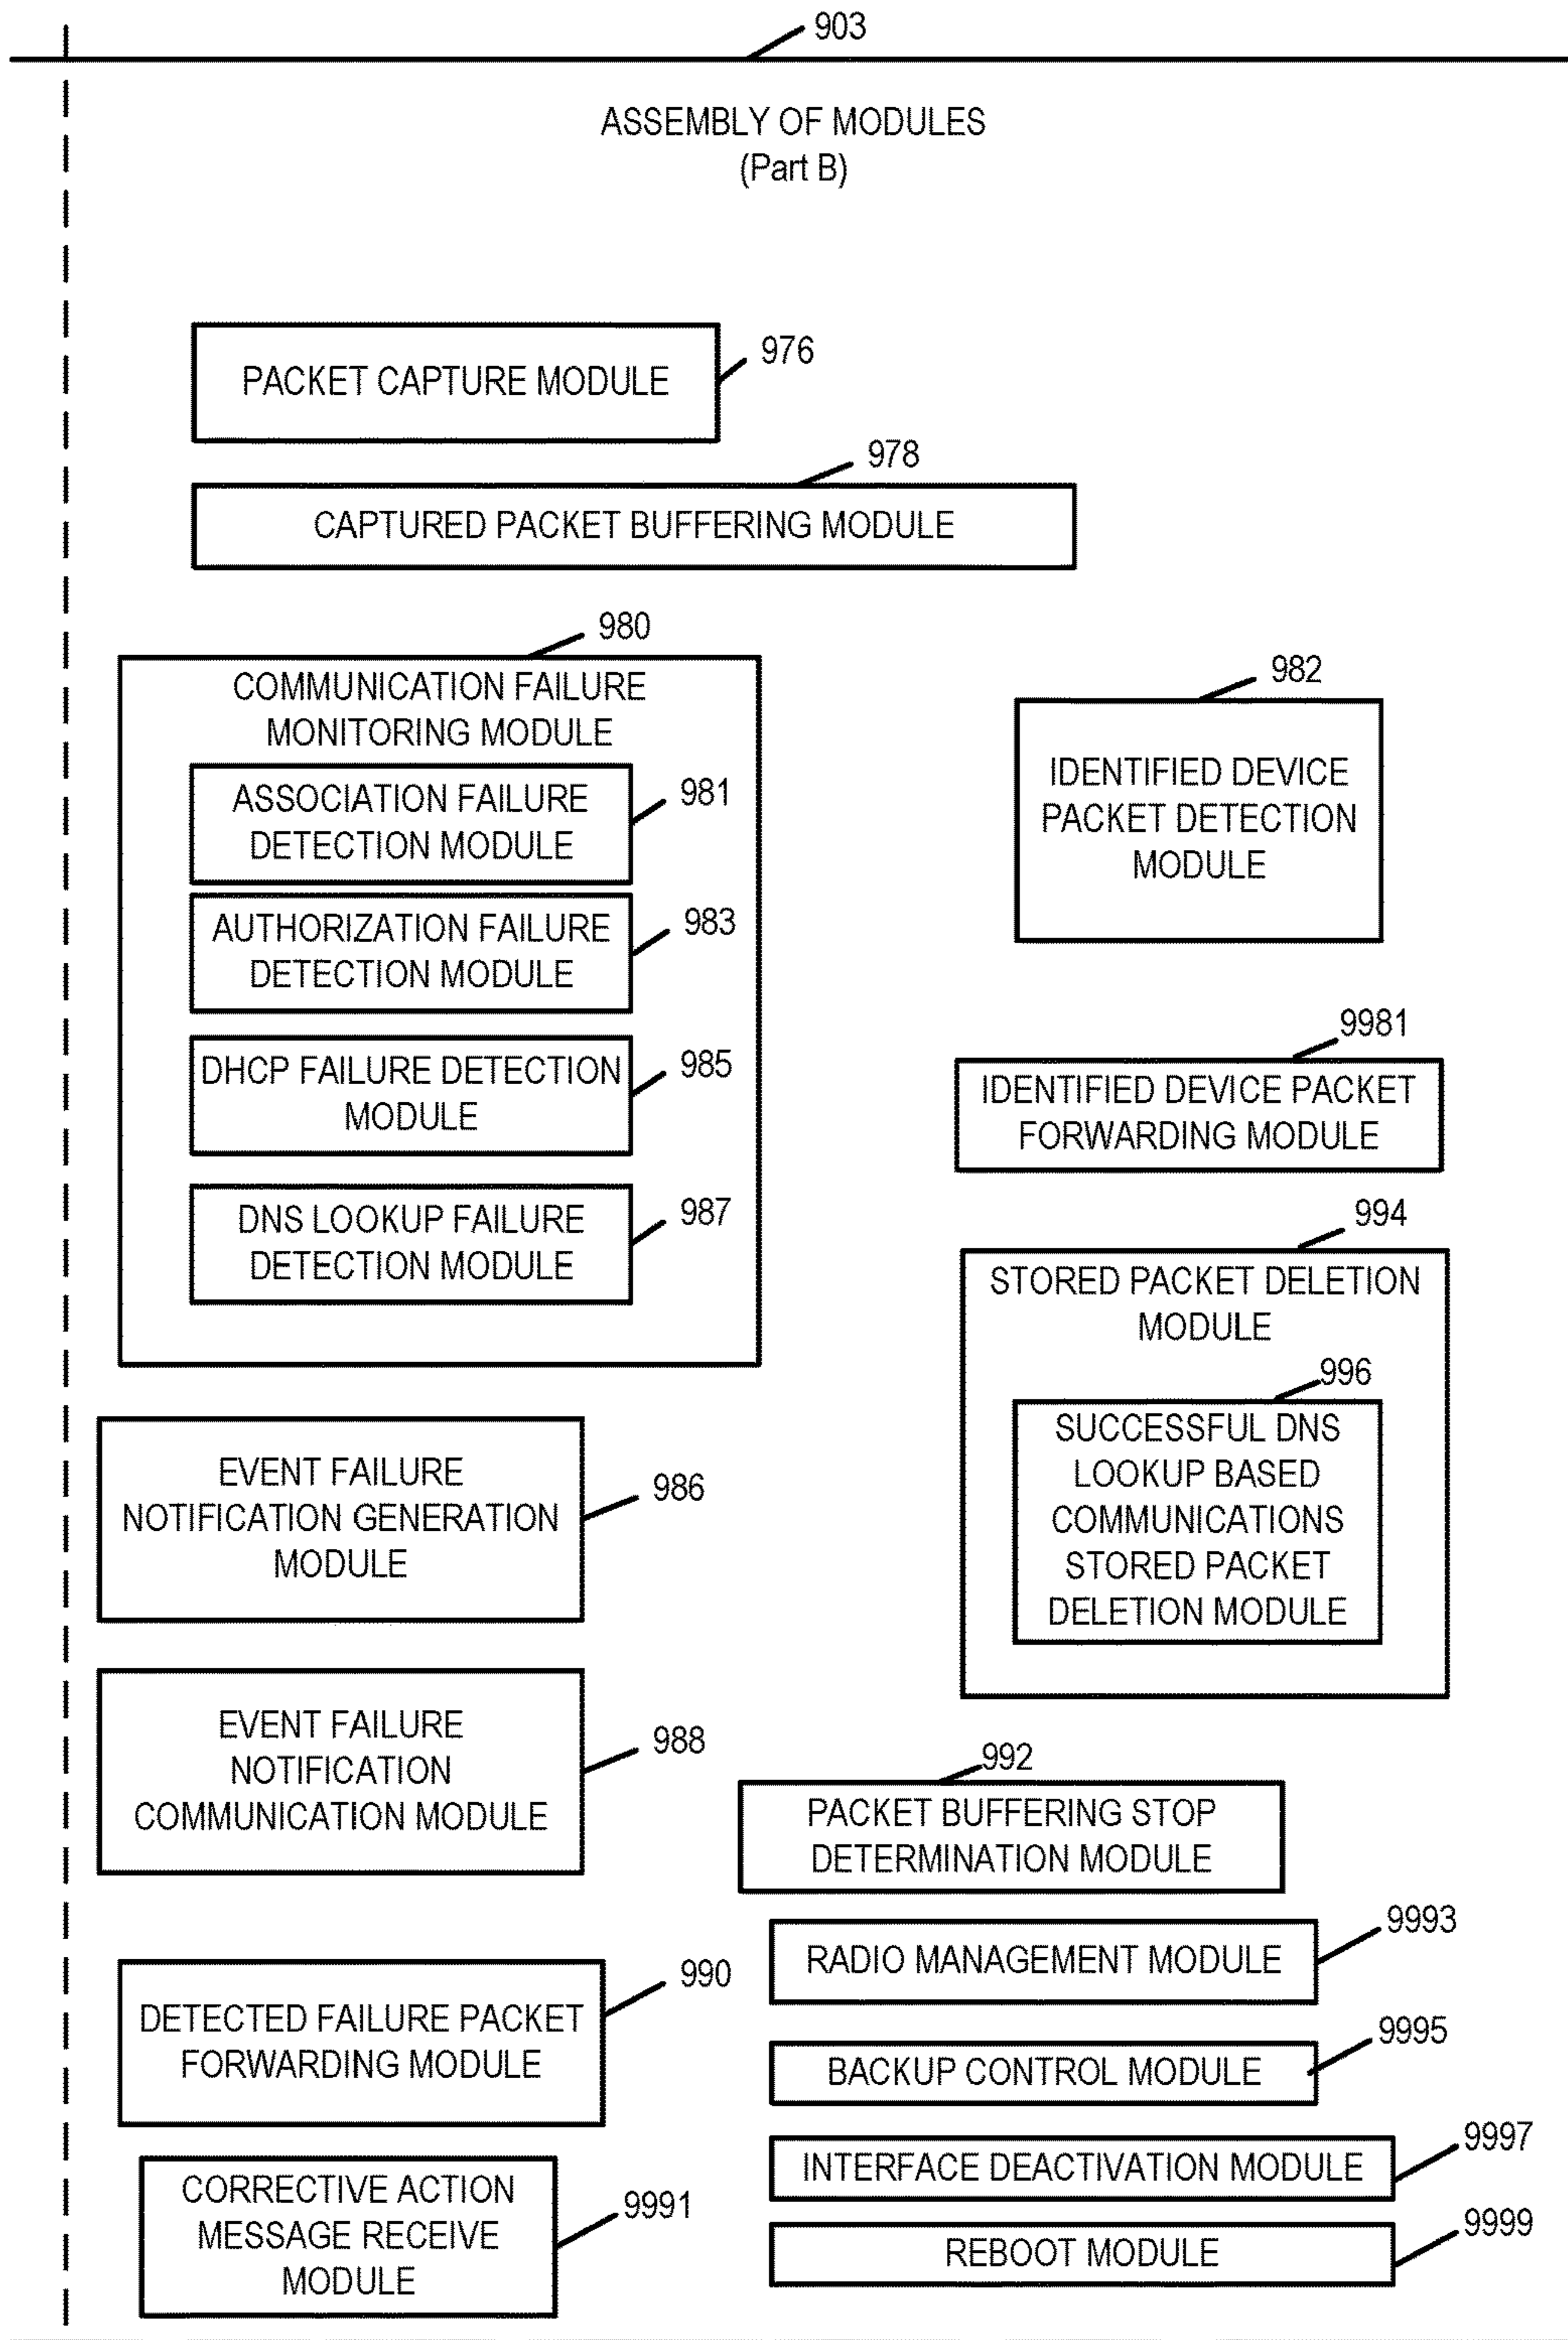 903
ASSEMBLY OF MODULES
(Part B)
PACKET CAPTURE MODULE
976
978
CAPTURED PACKET BUFFERING MODULE
980
COMMUNICATION FAILURE
MONITORING MODULE
ASSOCIATION FAILURE
DETECTION MODULE
981
AUTHORIZATION FAILURE
DETECTION MODULE
983
DHCP FAILURE DETECTION
MODULE
985
DNS LOOKUP FAILURE
DETECTION MODULE
987
982
IDENTIFIED DEVICE
PACKET DETECTION
MODULE
9981
IDENTIFIED DEVICE PACKET
FORWARDING MODULE
994
STORED PACKET DELETION
MODULE
996
SUCCESSFUL DNS
LOOKUP BASED
COMMUNICATIONS
STORED PACKET
DELETION MODULE
EVENT FAILURE
NOTIFICATION GENERATION
MODULE
986
EVENT FAILURE
NOTIFICATION
COMMUNICATION MODULE
988
992
PACKET BUFFERING STOP
DETERMINATION MODULE
RADIO MANAGEMENT MODULE
9993
DETECTED FAILURE PACKET
FORWARDING MODULE
990
BACKUP CONTROL MODULE
9995
INTERFACE DEACTIVATION MODULE
9997
CORRECTIVE ACTION
MESSAGE RECEIVE
MODULE
9991
REBOOT MODULE
9999